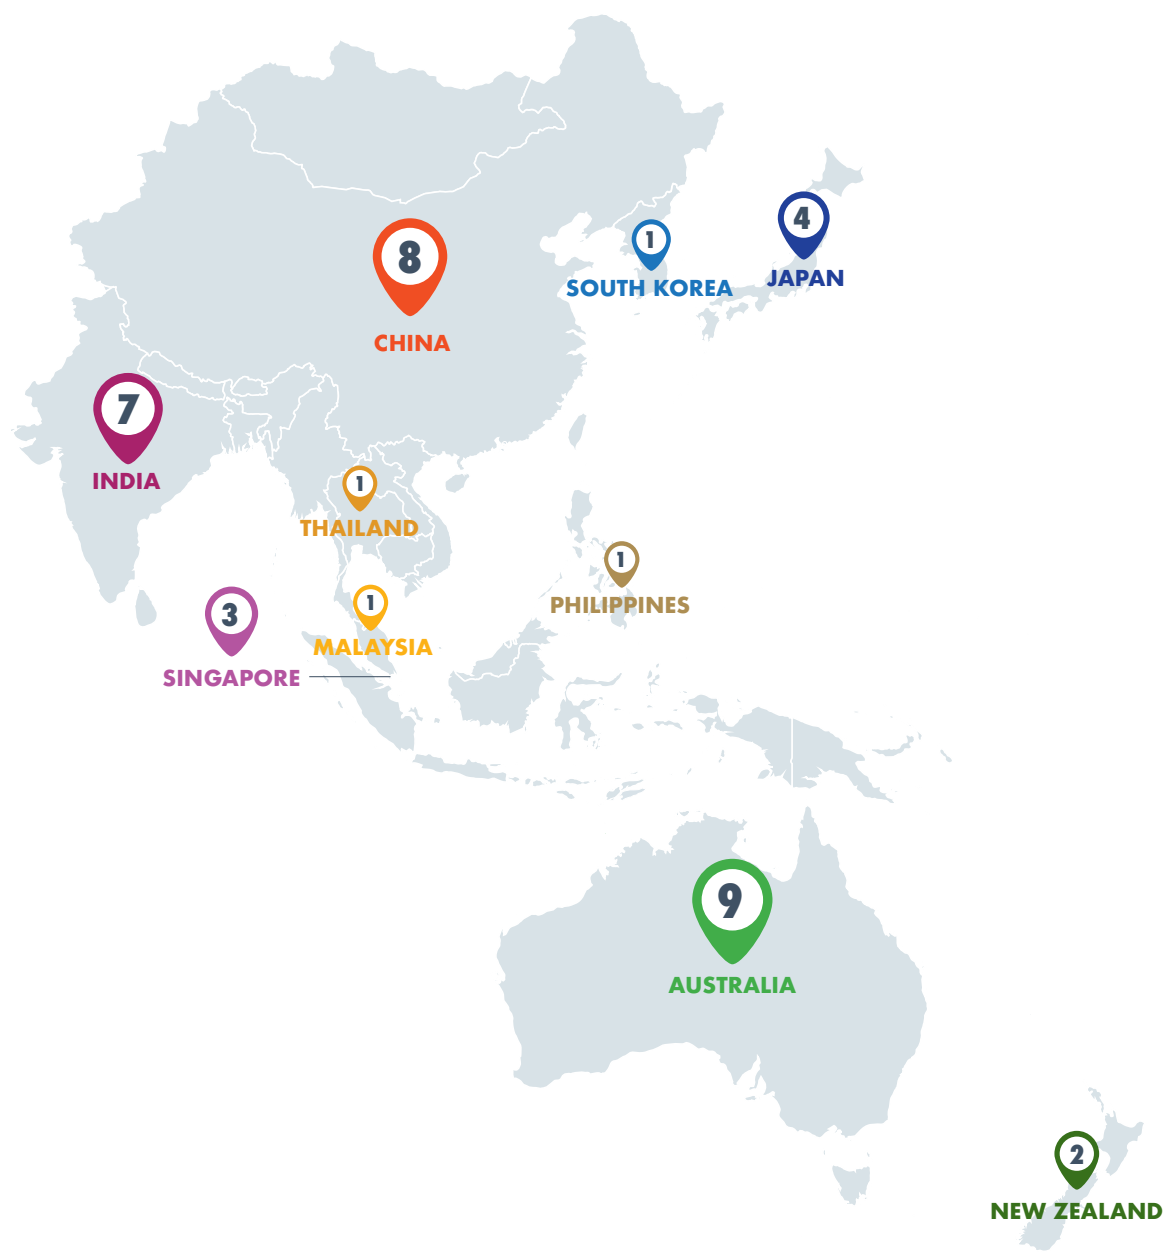 4
JAPAN
1
SOUTH KOREA
8
CHINA
7
INDIA
1
THAILAND
1
PHILIPPINES
1
MALAYSIA
3
SINGAPORE
9
AUSTRALIA
2
NEW ZEALAND